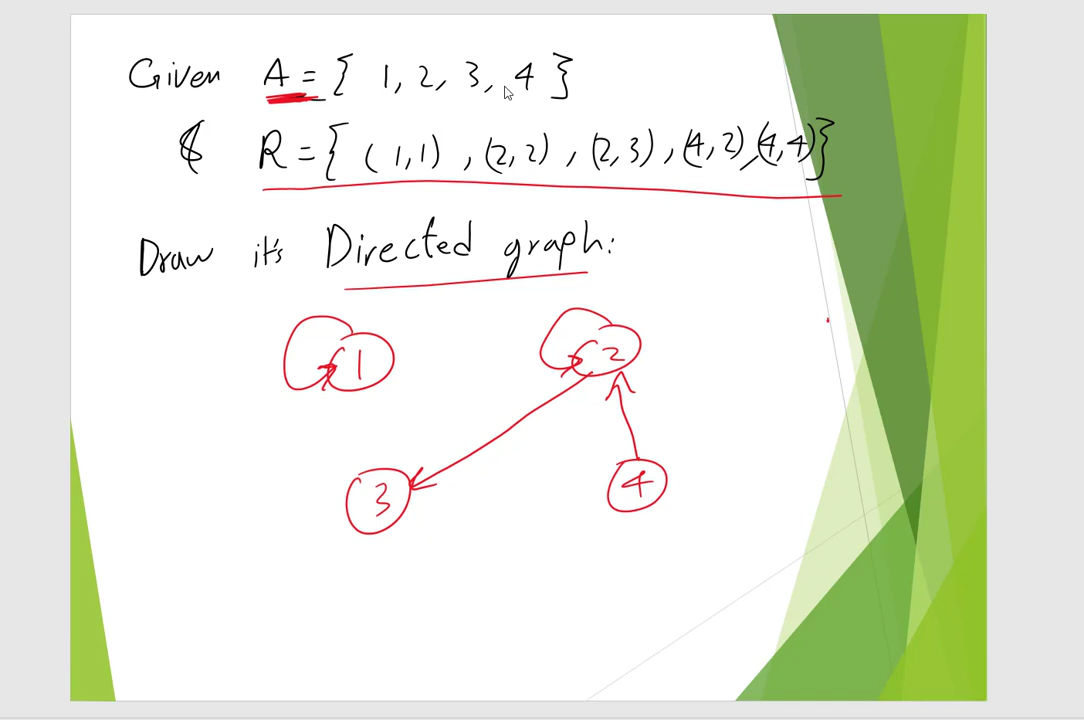 Given A = { 1, 2, 3, 4 }
& R = { (1,1) , (2,2) , (2,3) , (4,2) , (4,4) }
Draw it's Directed graph:
1 2
3 4